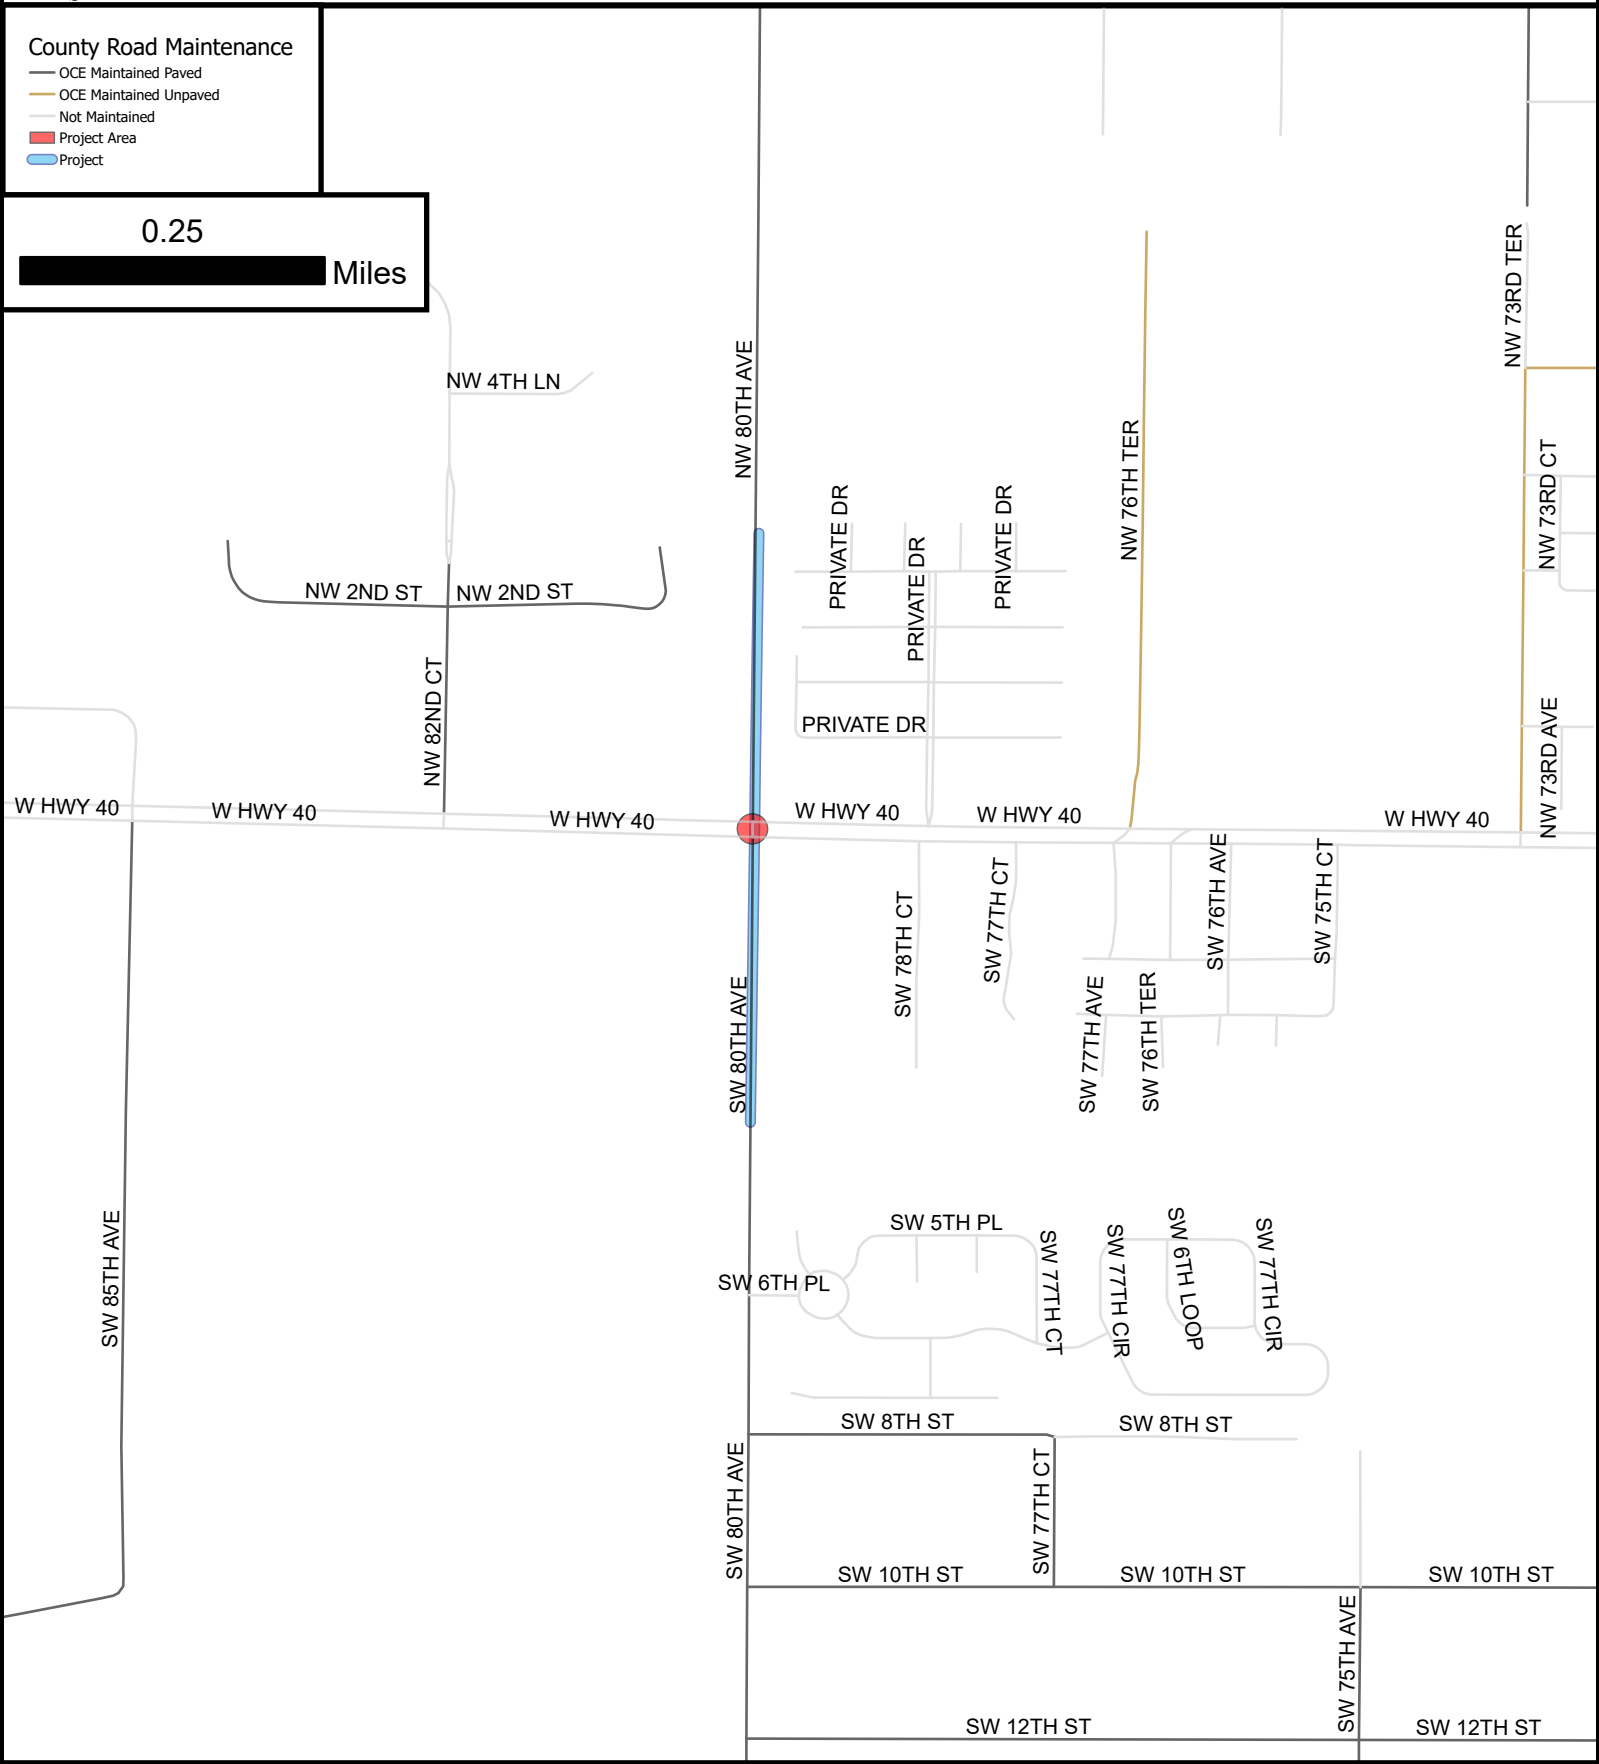 County Road Maintenance
OCE Maintained Paved
OCE Maintained Unpaved
Not Maintained
Project Area
Project
0.25
Miles
NW 73RD TER
NW 4TH LN
NW 80TH AVE
NW 76TH TER
NW 73RD CT
PRIVATE DR
PRIVATE DR
PRIVATE DR
NW 2ND ST
NW 2ND ST
NW 82ND CT
PRIVATE DR
NW 73RD AVE
W HWY 40
W HWY 40
W HWY 40
W HWY 40
W HWY 40
W HWY 40
SW 78TH CT
SW 77TH CT
SW 76TH AVE
SW 75TH CT
SW 80TH AVE
SW 77TH AVE
SW 76TH TER
SW 85TH AVE
SW 5TH PL
SW 6TH PL
SW 77TH CT
SW 77TH CIR
SW 6TH LOOP
SW 77TH CIR
SW 8TH ST
SW 8TH ST
SW 80TH AVE
SW 77TH CT
SW 10TH ST
SW 10TH ST
SW 10TH ST
SW 75TH AVE
SW 12TH ST
SW 12TH ST